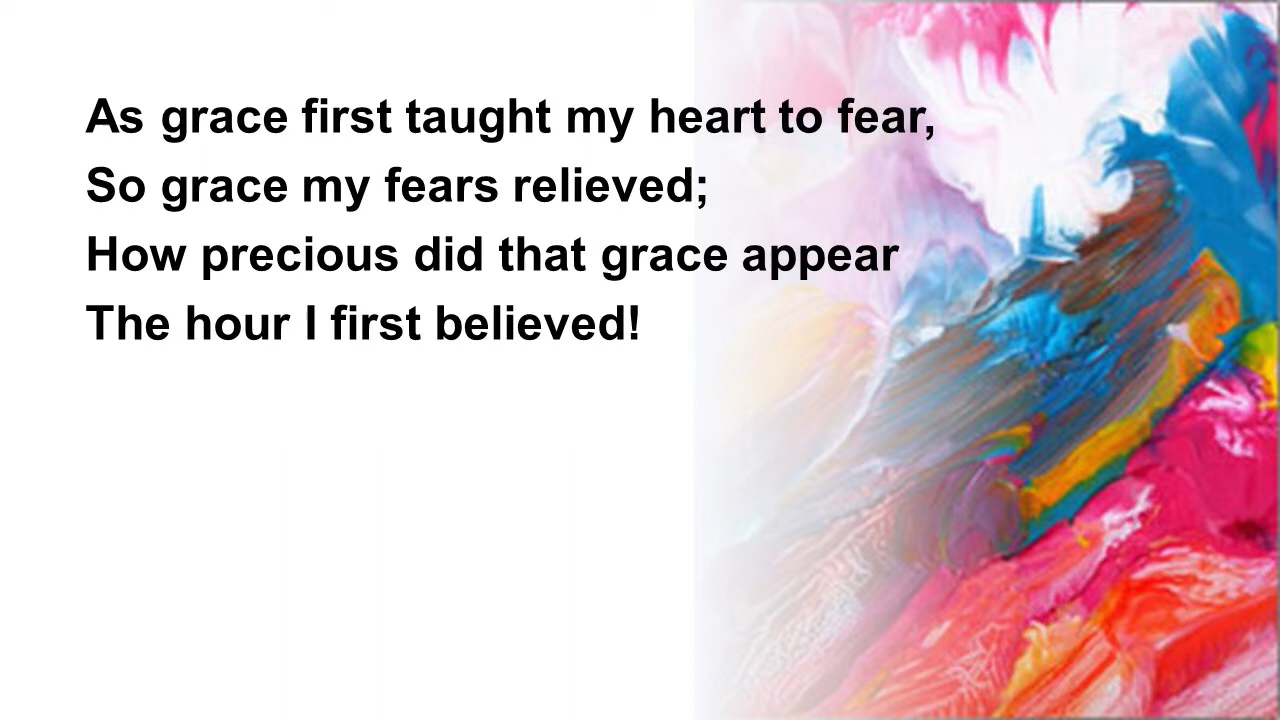 As grace first taught my heart to fear,
So grace my fears relieved;
How precious did that grace appear
The hour I first believed!